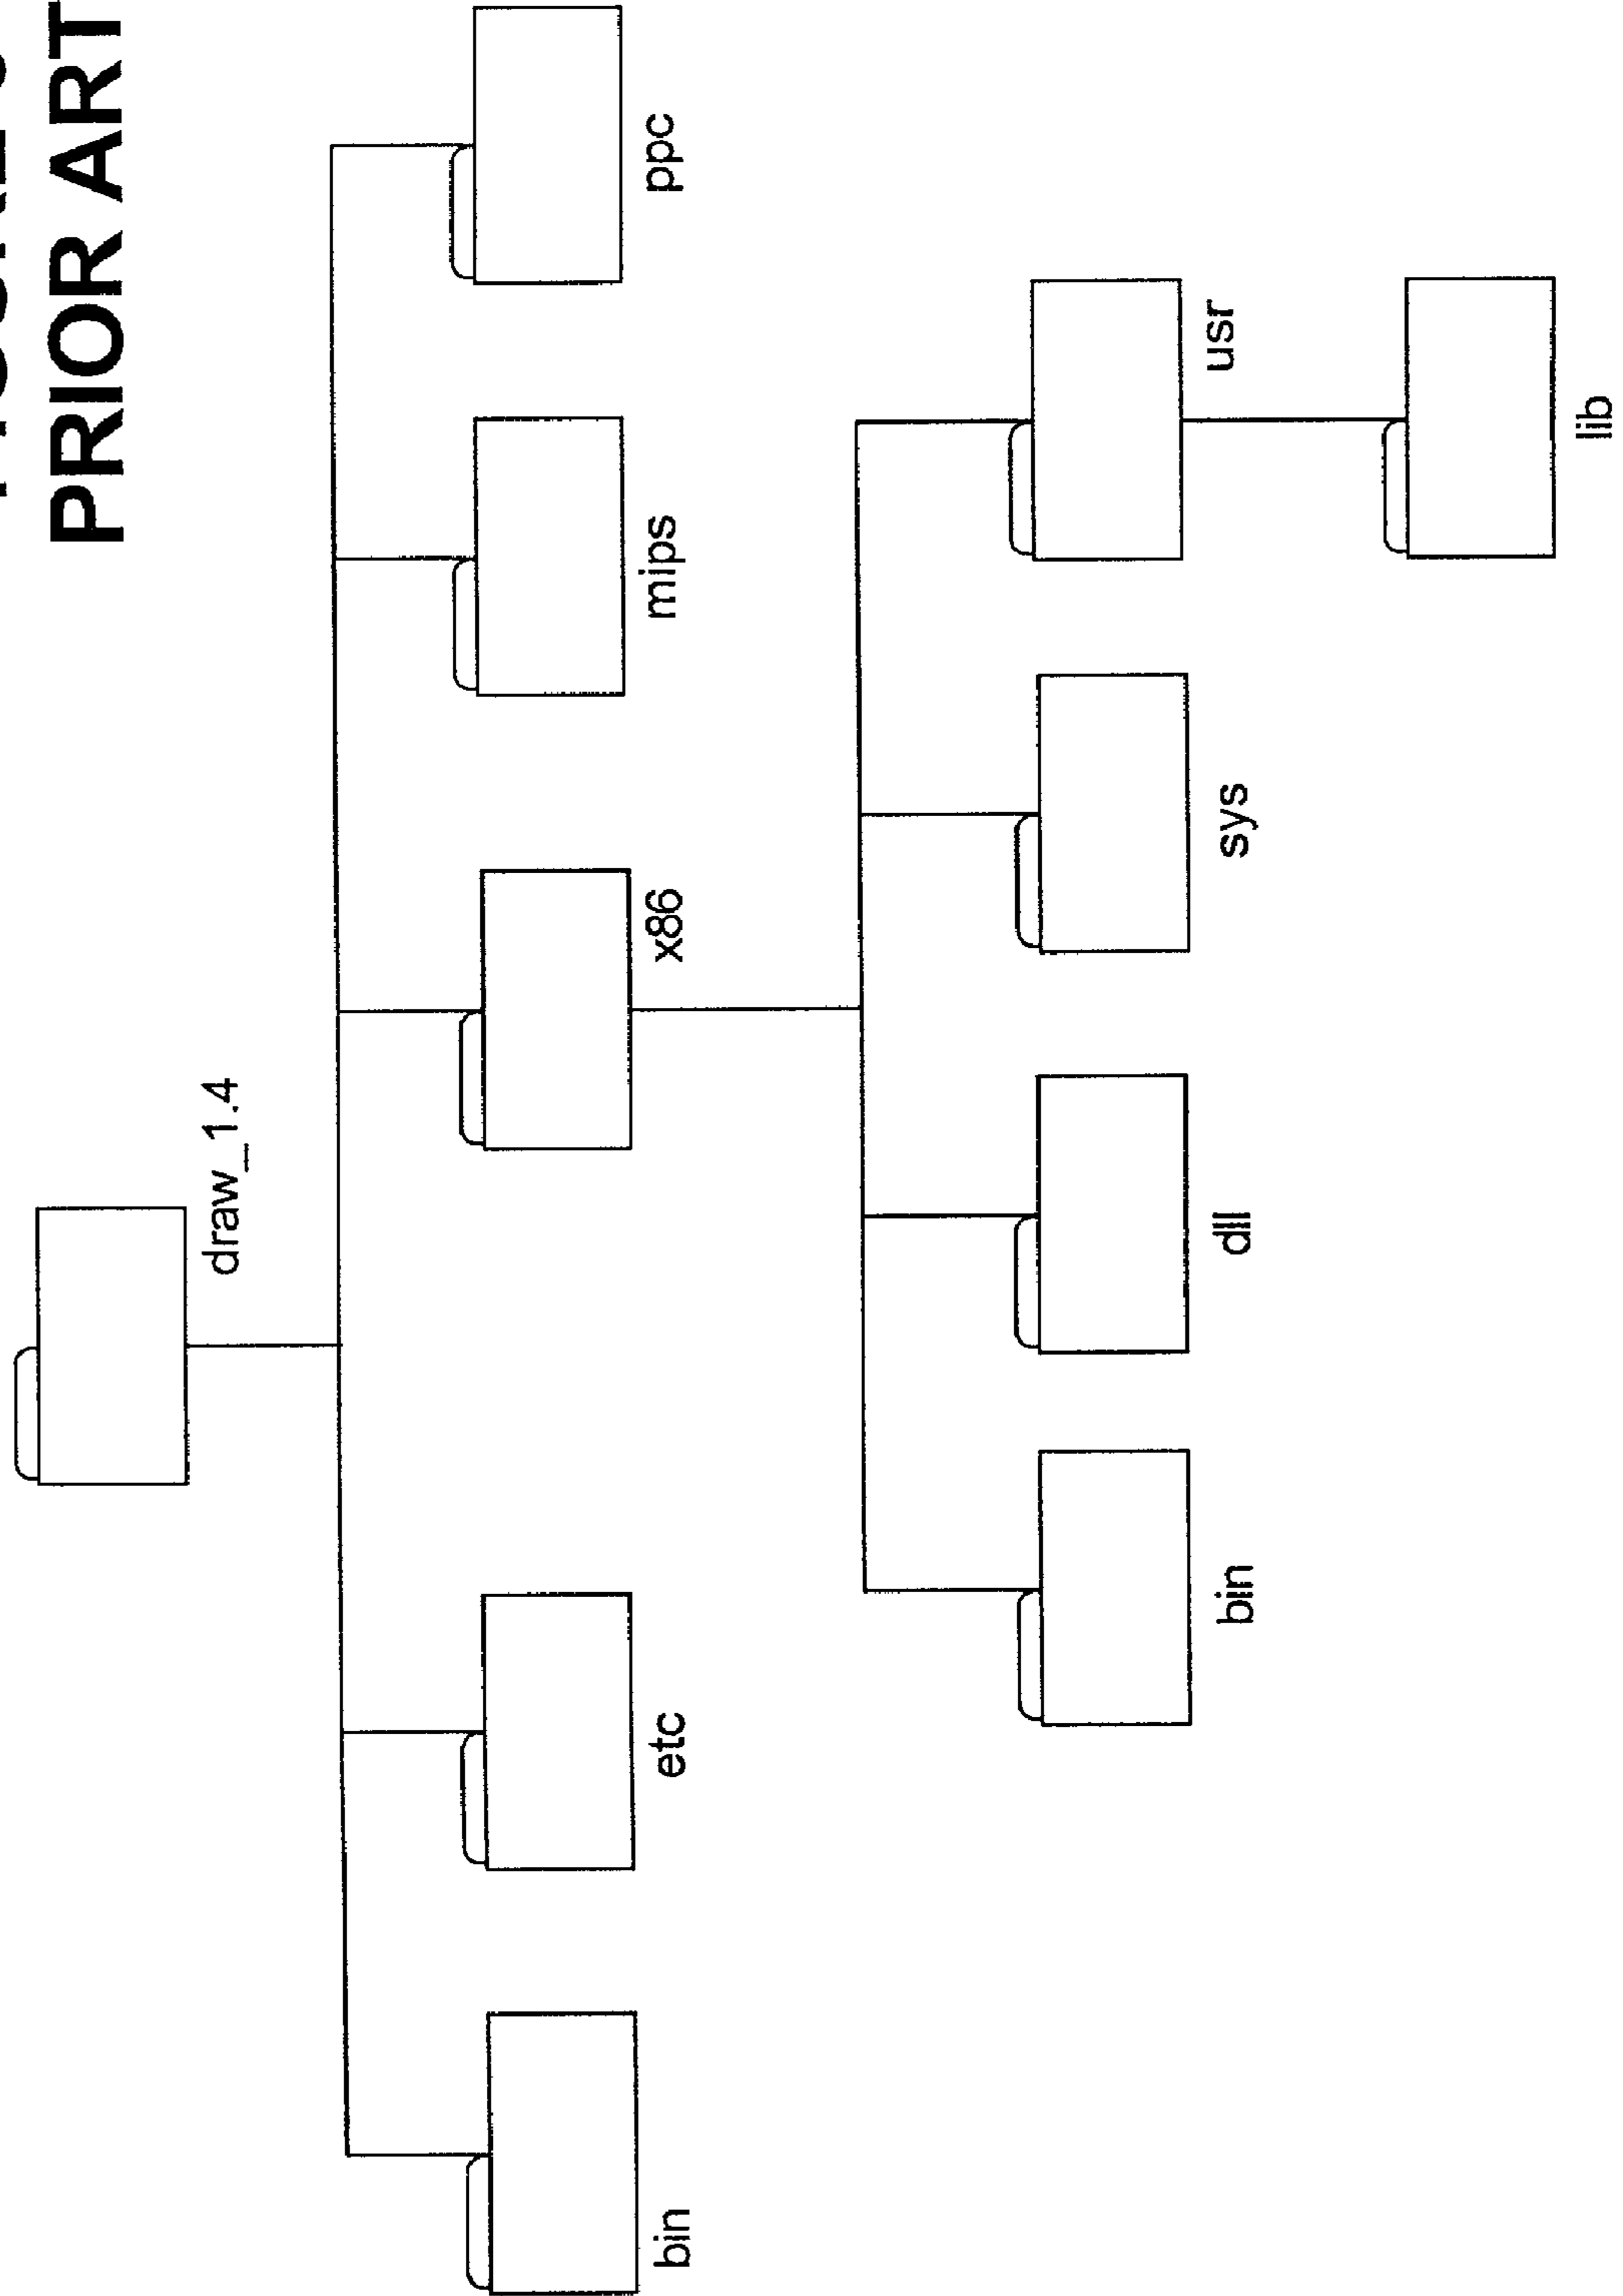 PRIOR ART
draw_1.4
bin
etc
x86
mips
ppc
bin
dll
sys
usr
lib